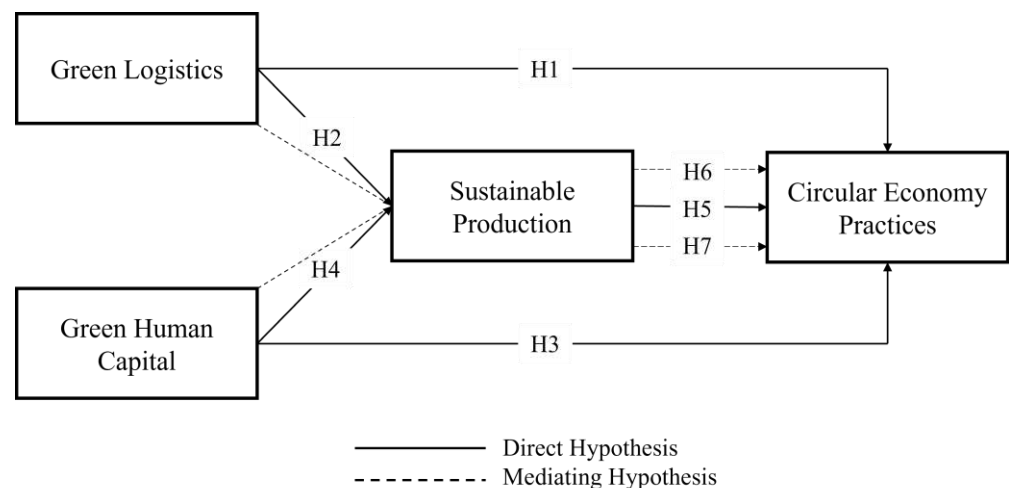 Green Logistics
H1
H2
H6
Sustainable
Production
H5
Circular Economy
Practices
H7
H4
Green Human
Capital
H3
Direct Hypothesis
Mediating Hypothesis